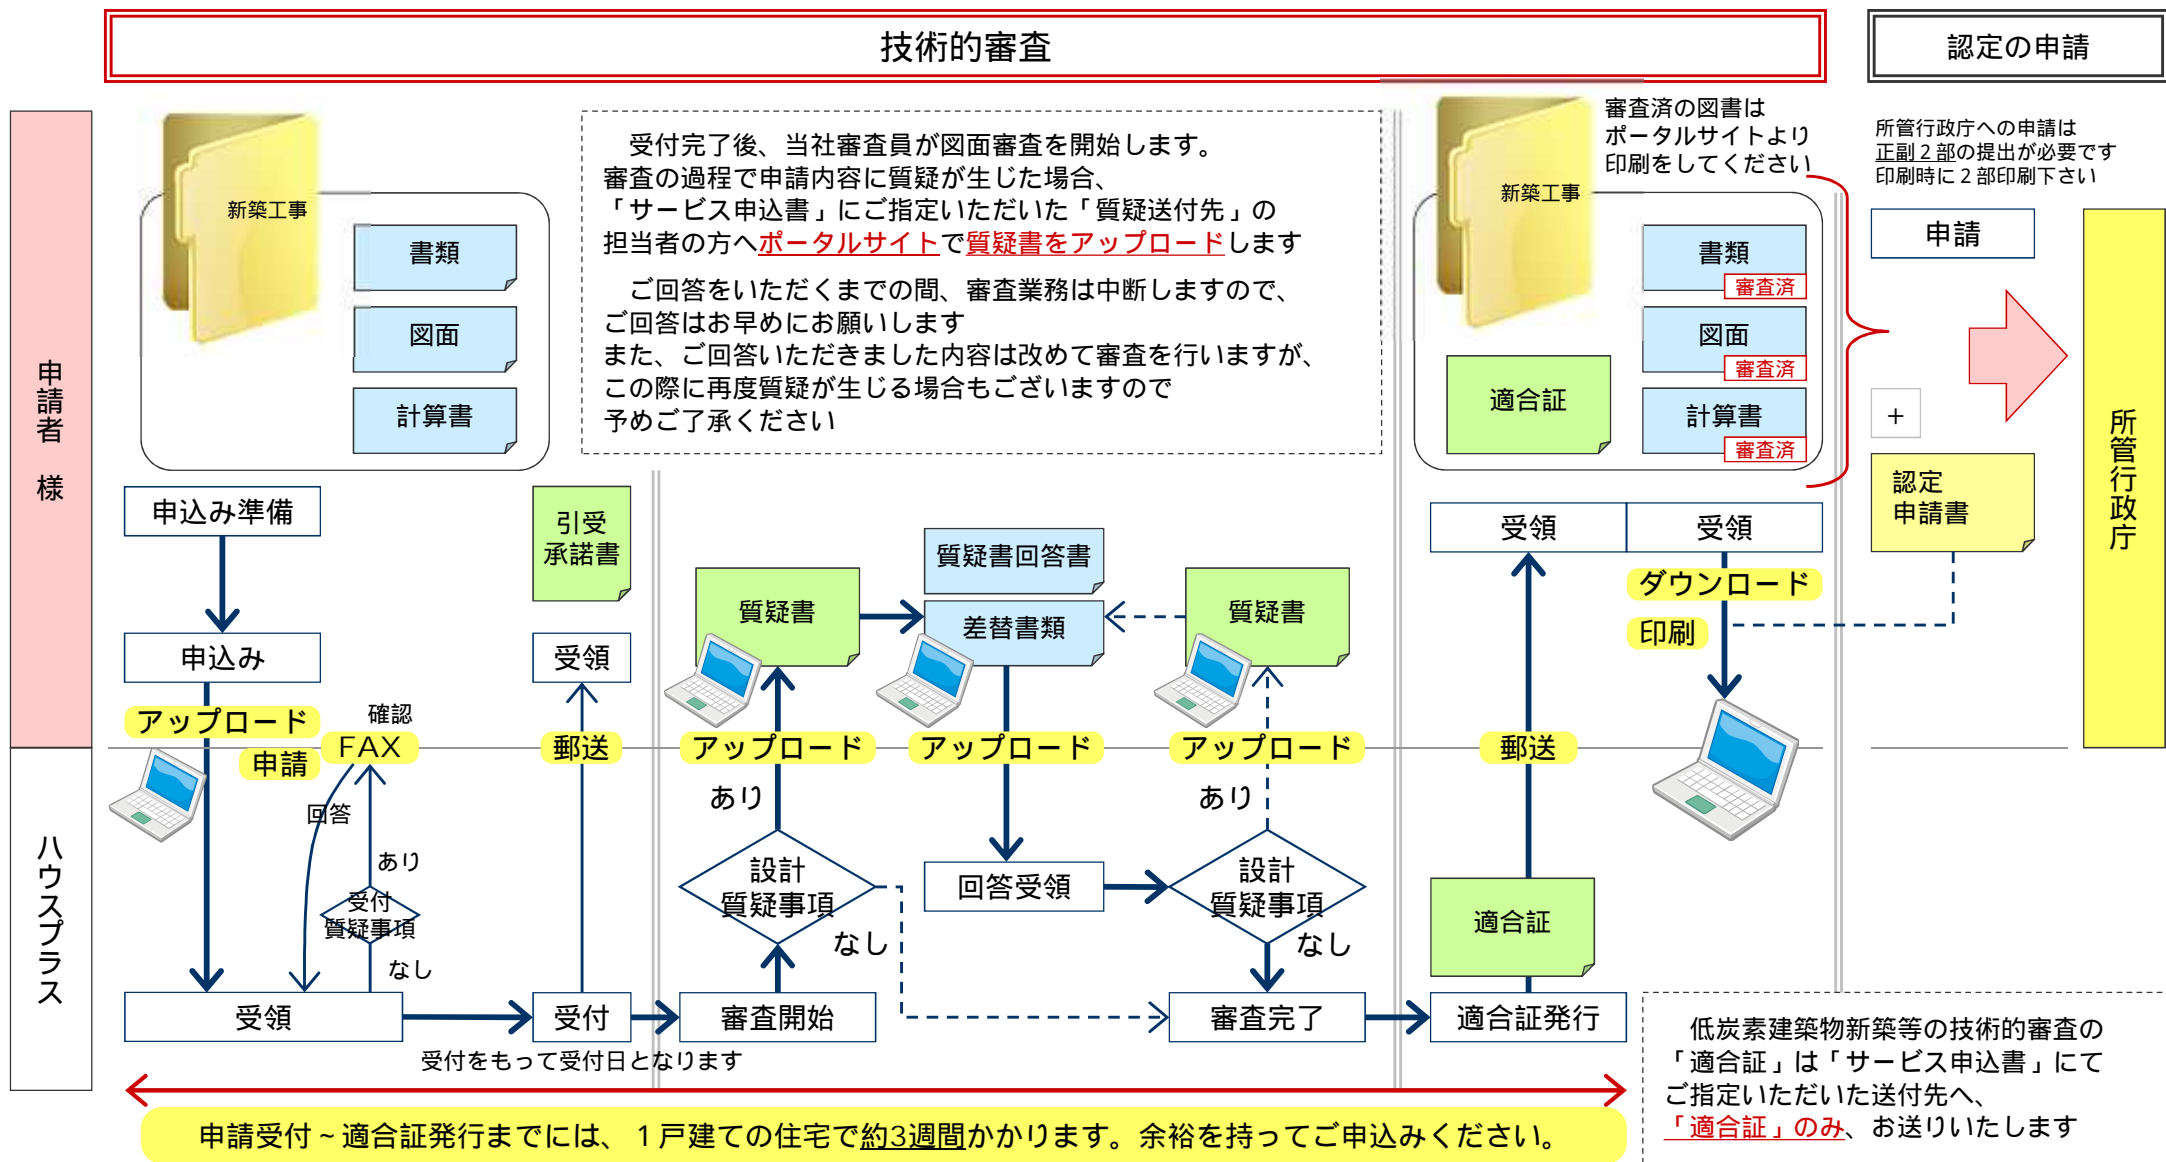 技術的審査
認定の申請
申請者 様
ハウスプラス
新築工事
書類
図面
計算書
受付完了後、当社審査員が図面審査を開始します。
審査の過程で申請内容に質疑が生じた場合、
「サービス申込書」にご指定いただいた「質疑送付先」の
担当者の方へポータルサイトで質疑書をアップロードします
ご回答をいただくまでの間、審査業務は中断しますので、
ご回答はお早めにお願いします
また、ご回答いただきました内容は改めて審査を行いますが、
この際に再度質疑が生じる場合もございますので
予めご了承ください
審査済の図書は
ポータルサイトより
印刷をしてください
新築工事
書類
審査済
図面
審査済
計算書
審査済
適合証
所管行政庁への申請は
正副2部の提出が必要です
印刷時に2部印刷下さい
申請
+
認定
申請書
所管行政庁
申込み準備
申込み
アップロード
申請
確認
FAX
回答
あり
受付
質疑事項
なし
受領
引受
承諾書
受領
郵送
受付
受付をもって受付日となります
質疑書
アップロード
あり
設計
質疑事項
なし
審査開始
質疑書回答書
差替書類
アップロード
回答受領
質疑書
アップロード
あり
設計
質疑事項
なし
審査完了
受領
受領
ダウンロード
印刷
郵送
適合証
適合証発行
申請受付~適合証発行までには、1戸建ての住宅で約3週間かかります。余裕を持ってご申込みください。
低炭素建築物新築等の技術的審査の
「適合証」は「サービス申込書」にて
ご指定いただいた送付先へ、
「適合証」のみ、お送りいたします